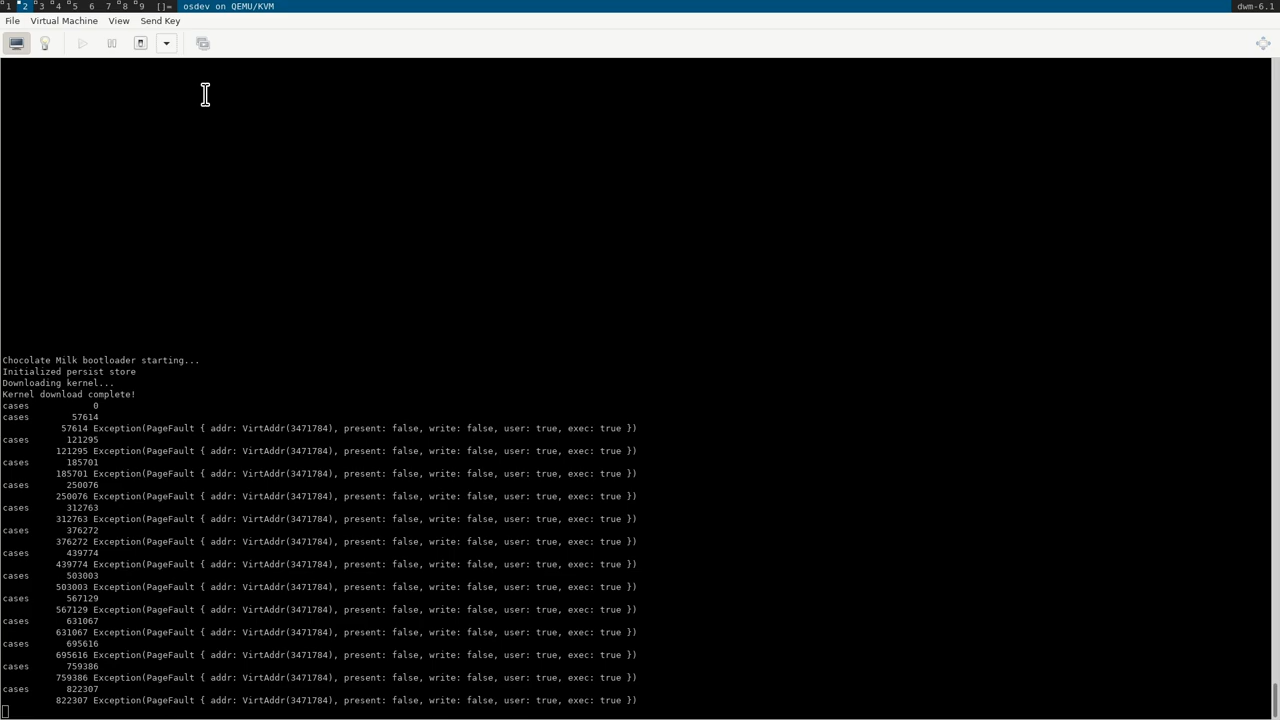 1 2 3 4 5 6 7 8 9 []= osdev on QEMU/KVM dwm-6.1
File Virtual Machine View Send Key
Chocolate Milk bootloader starting...
Initialized persist store
Downloading kernel...
Kernel download complete!
cases 0
cases 57614
57614 Exception(PageFault { addr: VirtAddr(3471784), present: false, write: false, user: true, exec: true })
cases 121295
121295 Exception(PageFault { addr: VirtAddr(3471784), present: false, write: false, user: true, exec: true })
cases 185701
185701 Exception(PageFault { addr: VirtAddr(3471784), present: false, write: false, user: true, exec: true })
cases 250076
250076 Exception(PageFault { addr: VirtAddr(3471784), present: false, write: false, user: true, exec: true })
cases 312763
312763 Exception(PageFault { addr: VirtAddr(3471784), present: false, write: false, user: true, exec: true })
cases 376272
376272 Exception(PageFault { addr: VirtAddr(3471784), present: false, write: false, user: true, exec: true })
cases 439774
439774 Exception(PageFault { addr: VirtAddr(3471784), present: false, write: false, user: true, exec: true })
cases 503003
503003 Exception(PageFault { addr: VirtAddr(3471784), present: false, write: false, user: true, exec: true })
cases 567129
567129 Exception(PageFault { addr: VirtAddr(3471784), present: false, write: false, user: true, exec: true })
cases 631067
631067 Exception(PageFault { addr: VirtAddr(3471784), present: false, write: false, user: true, exec: true })
cases 695616
695616 Exception(PageFault { addr: VirtAddr(3471784), present: false, write: false, user: true, exec: true })
cases 759386
759386 Exception(PageFault { addr: VirtAddr(3471784), present: false, write: false, user: true, exec: true })
cases 822307
822307 Exception(PageFault { addr: VirtAddr(3471784), present: false, write: false, user: true, exec: true })